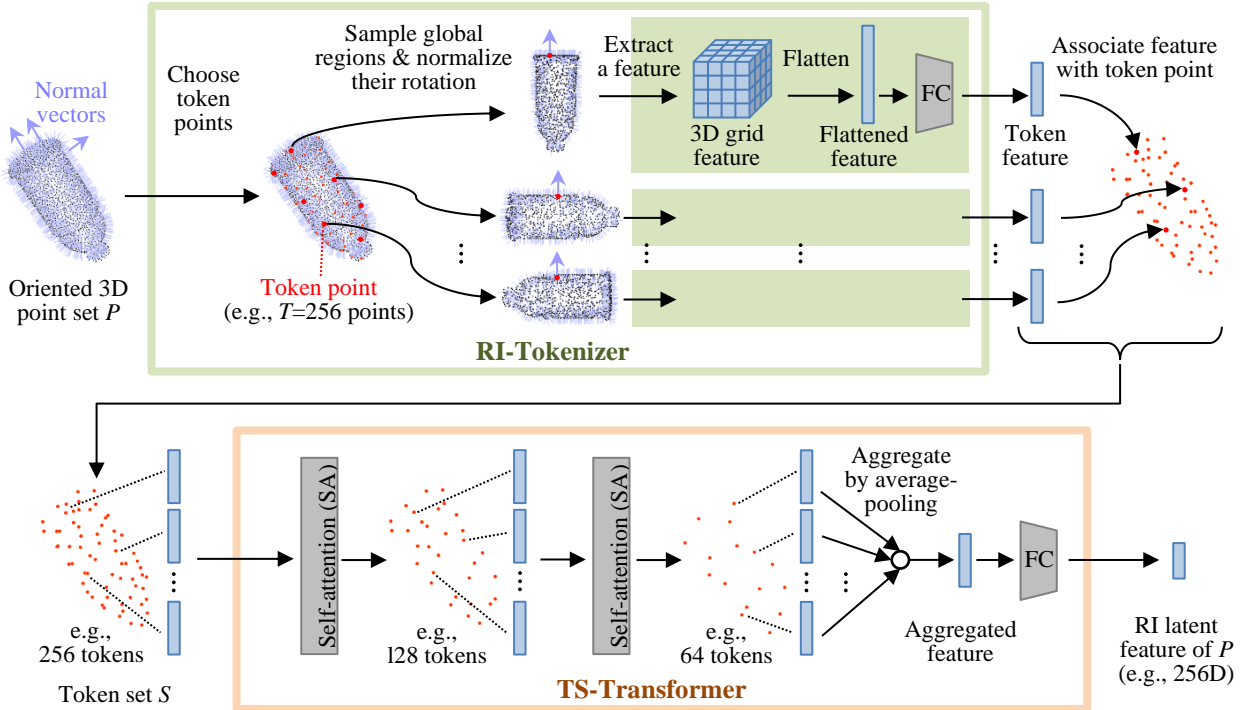 Normal
vectors
Oriented 3D
point set P
Choose
token
points
Token point
(e.g., T=256 points)
Sample global
regions & normalize
their rotation
Extract
a feature
3D grid
feature
Flatten
Flattened
feature
FC
Token
feature
Associate feature
with token point
RI-Tokenizer
e.g.,
256 tokens
Token set S
Self-attention (SA)
e.g.,
128 tokens
Self-attention (SA)
e.g.,
64 tokens
Aggregate
by average-
pooling
Aggregated
feature
FC
RI latent
feature of P
(e.g., 256D)
TS-Transformer